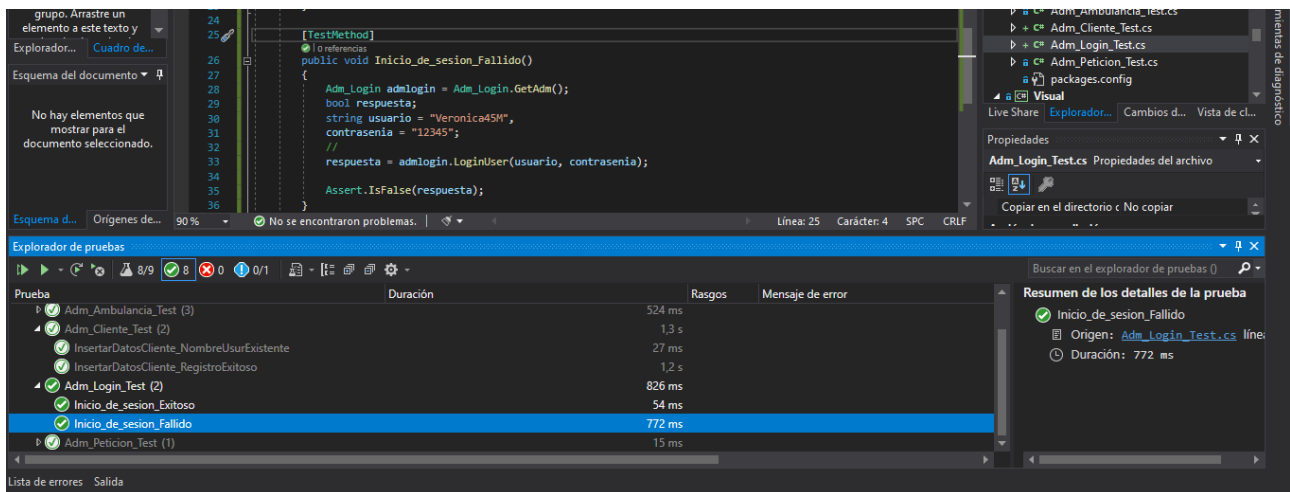 grupo. Arrastre un
elemento a este texto y
Explorador... Cuadro de...
Esquema del documento
No hay elementos que
mostrar para el
documento seleccionado.
Esquema d... Orígenes de...
24
25 [TestMethod]
0 referencias
26 public void Inicio_de_sesion_Fallido()
27 {
28 Adm_Login admlogin = Adm_Login.GetAdm();
29 bool respuesta;
30 string usuario = "Veronica45M",
31 contrasenia = "12345";
32 //
33 respuesta = admlogin.LoginUser(usuario, contrasenia);
34
35 Assert.IsFalse(respuesta);
36 }
90 % No se encontraron problemas. Línea: 25 Carácter: 4 SPC CRLF
Adm_Ambulancia_Test.cs
C# Adm_Cliente_Test.cs
C# Adm_Login_Test.cs
C# Adm_Peticion_Test.cs
packages.config
C# Visual
Live Share Explorador... Cambios d... Vista de cl...
Propiedades
Adm_Login_Test.cs Propiedades del archivo
Copiar en el directorio c No copiar
mientas de diagnóstico
Explorador de pruebas
8/9 8 0 0/1
Buscar en el explorador de pruebas ()
Prueba Duración Rasgos Mensaje de error
Adm_Ambulancia_Test (3) 524 ms
Adm_Cliente_Test (2) 1,3 s
InsertarDatosCliente_NombreUsurExistente 27 ms
InsertarDatosCliente_RegistroExitoso 1,2 s
Adm_Login_Test (2) 826 ms
Inicio_de_sesion_Exitoso 54 ms
Inicio_de_sesion_Fallido 772 ms
Adm_Peticion_Test (1) 15 ms
Resumen de los detalles de la prueba
Inicio_de_sesion_Fallido
Origen: Adm_Login_Test.cs líne
Duración: 772 ms
Lista de errores Salida